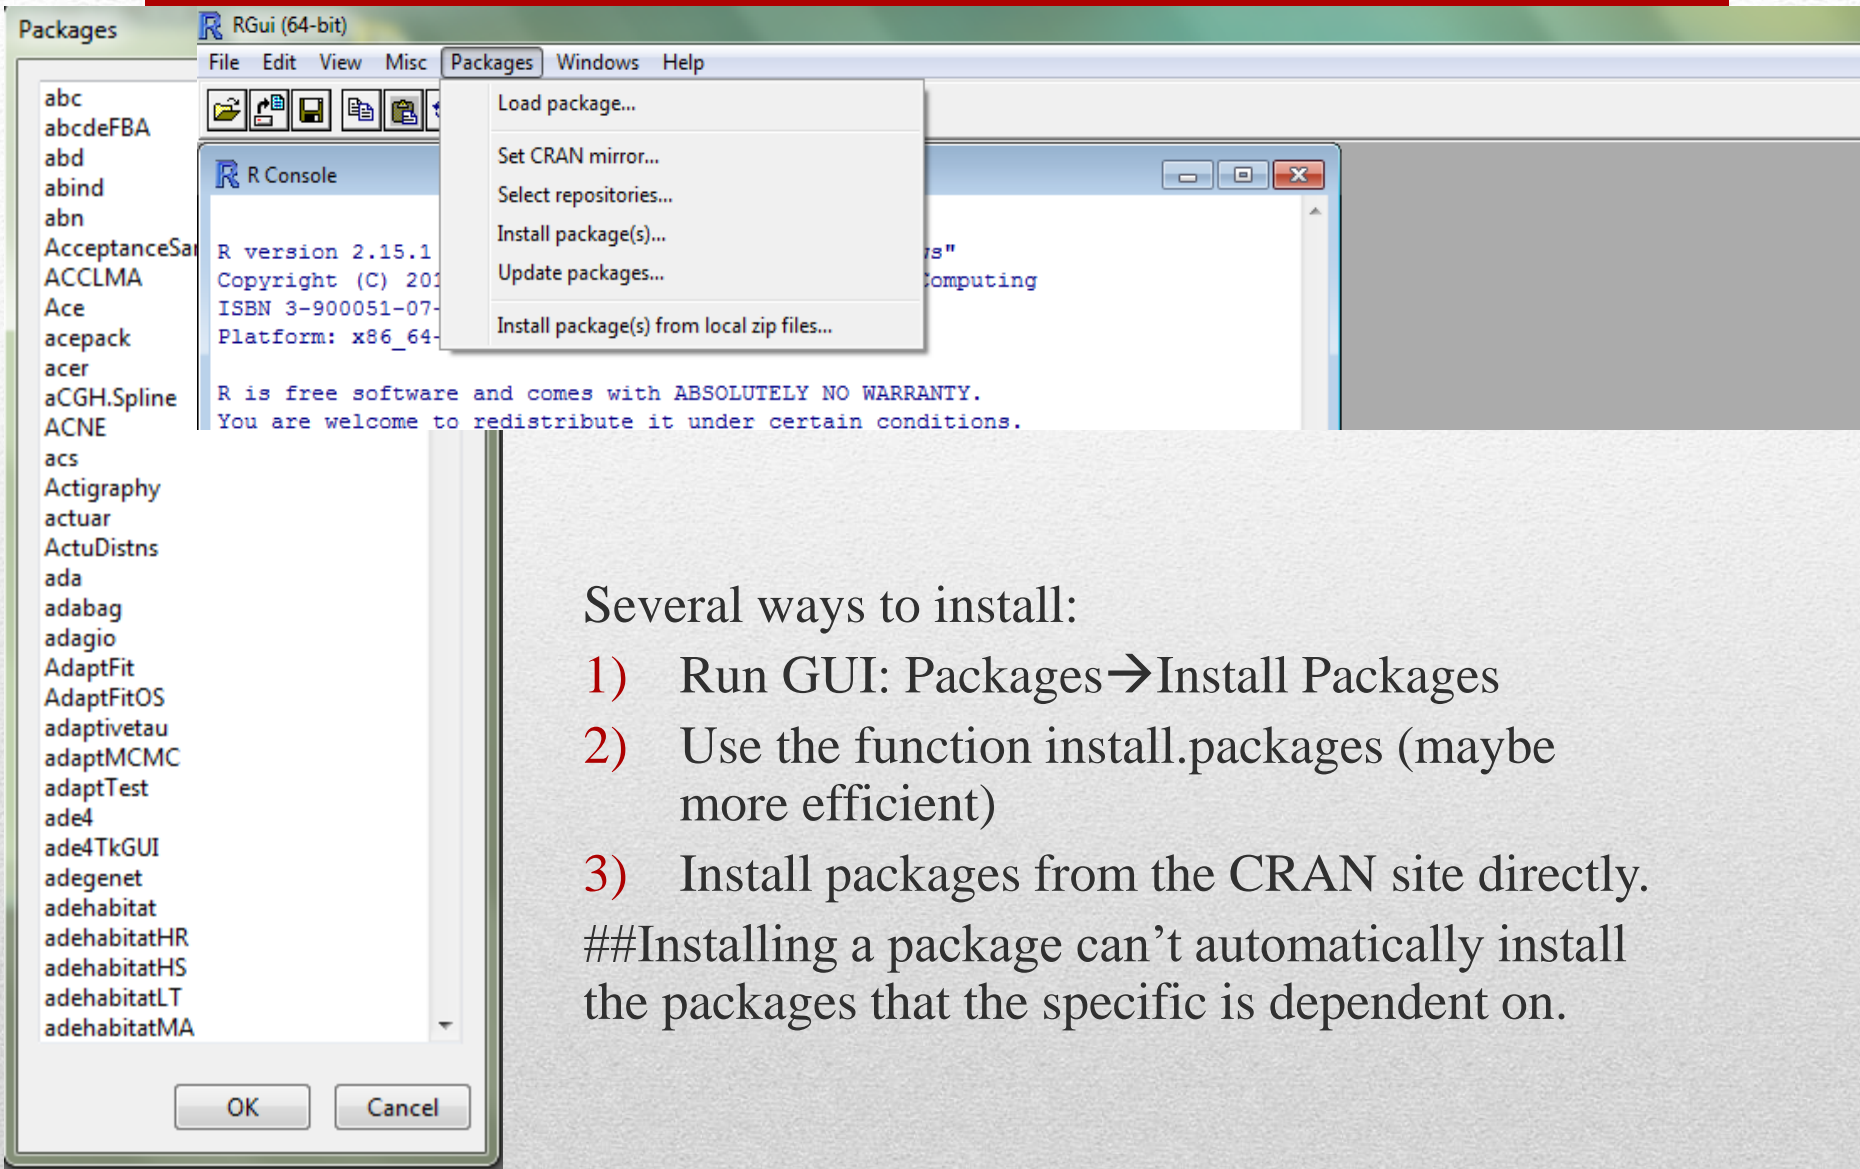 Packages
abc
abcdeFBA
abd
abind
abn
AcceptanceSa
ACCLMA
Ace
acepack
acer
aCGH.Spline
ACNE
acs
Actigraphy
actuar
ActuDistns
ada
adabag
adagio
AdaptFit
AdaptFitOS
adaptivetau
adaptMCMC
adaptTest
ade4
ade4TkGUI
adegenet
adehabitat
adehabitatHR
adehabitatHS
adehabitatLT
adehabitatMA
OK Cancel
RGui (64-bit)
File Edit View Misc Packages Windows Help
Load package...
Set CRAN mirror...
Select repositories...
Install package(s)...
Update packages...
Install package(s) from local zip files...
R Console
R version 2.15.1 s"
Copyright (C) 201 Computing
ISBN 3-900051-07-
Platform: x86_64-
R is free software and comes with ABSOLUTELY NO WARRANTY.
You are welcome to redistribute it under certain conditions.
Several ways to install:
1) Run GUI: Packages→Install Packages
2) Use the function install.packages (maybe
more efficient)
3) Install packages from the CRAN site directly.
##Installing a package can’t automatically install
the packages that the specific is dependent on.